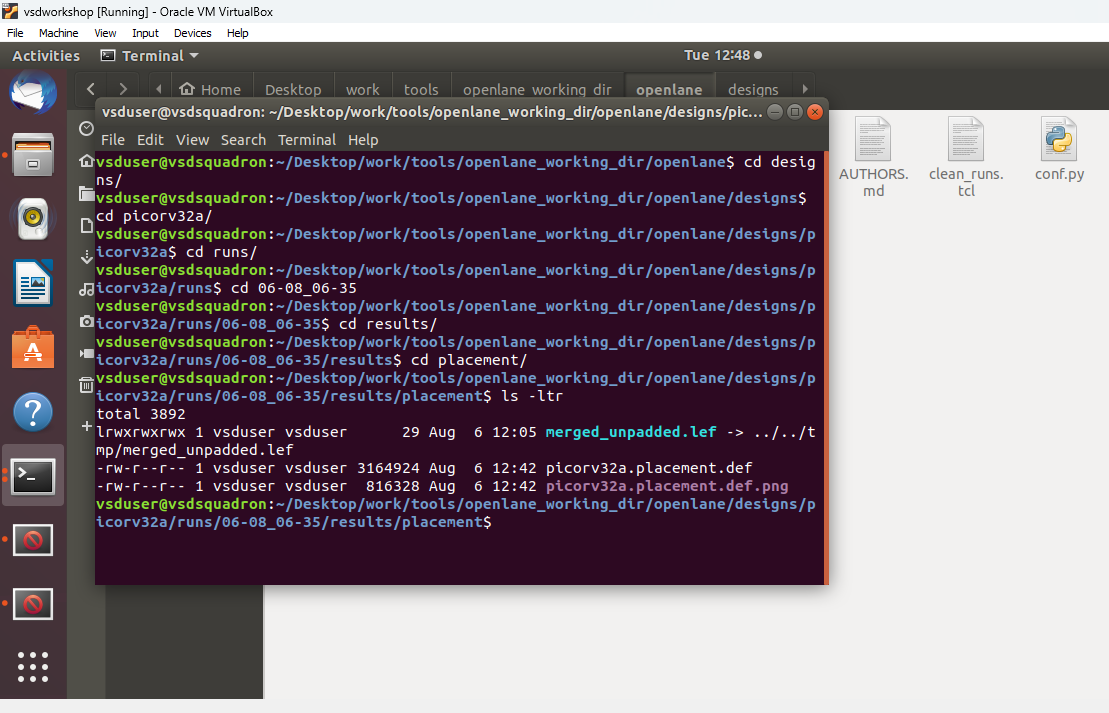 vsdworkshop [Running] - Oracle VM VirtualBox
File Machine View Input Devices Help
Activities Terminal Tue 12:48
Home Desktop work tools openlane_working_dir openlane designs
vsduser@vsdsquadron: ~/Desktop/work/tools/openlane_working_dir/openlane/designs/pic...
File Edit View Search Terminal Help
vsduser@vsdsquadron:~/Desktop/work/tools/openlane_working_dir/openlane$ cd desig
ns/
vsduser@vsdsquadron:~/Desktop/work/tools/openlane_working_dir/openlane/designs$
cd picorv32a/
vsduser@vsdsquadron:~/Desktop/work/tools/openlane_working_dir/openlane/designs/p
icorv32a$ cd runs/
vsduser@vsdsquadron:~/Desktop/work/tools/openlane_working_dir/openlane/designs/p
icorv32a/runs$ cd 06-08_06-35
vsduser@vsdsquadron:~/Desktop/work/tools/openlane_working_dir/openlane/designs/p
icorv32a/runs/06-08_06-35$ cd results/
vsduser@vsdsquadron:~/Desktop/work/tools/openlane_working_dir/openlane/designs/p
icorv32a/runs/06-08_06-35/results$ cd placement/
vsduser@vsdsquadron:~/Desktop/work/tools/openlane_working_dir/openlane/designs/p
icorv32a/runs/06-08_06-35/results/placement$ ls -ltr
total 3892
lrwxrwxrwx 1 vsduser vsduser      29 Aug  6 12:05 merged_unpadded.lef -> ../../t
mp/merged_unpadded.lef
-rw-r--r-- 1 vsduser vsduser 3164924 Aug  6 12:42 picorv32a.placement.def
-rw-r--r-- 1 vsduser vsduser  816328 Aug  6 12:42 picorv32a.placement.def.png
vsduser@vsdsquadron:~/Desktop/work/tools/openlane_working_dir/openlane/designs/p
icorv32a/runs/06-08_06-35/results/placement$
AUTHORS.
md
clean_runs.
tcl
conf.py